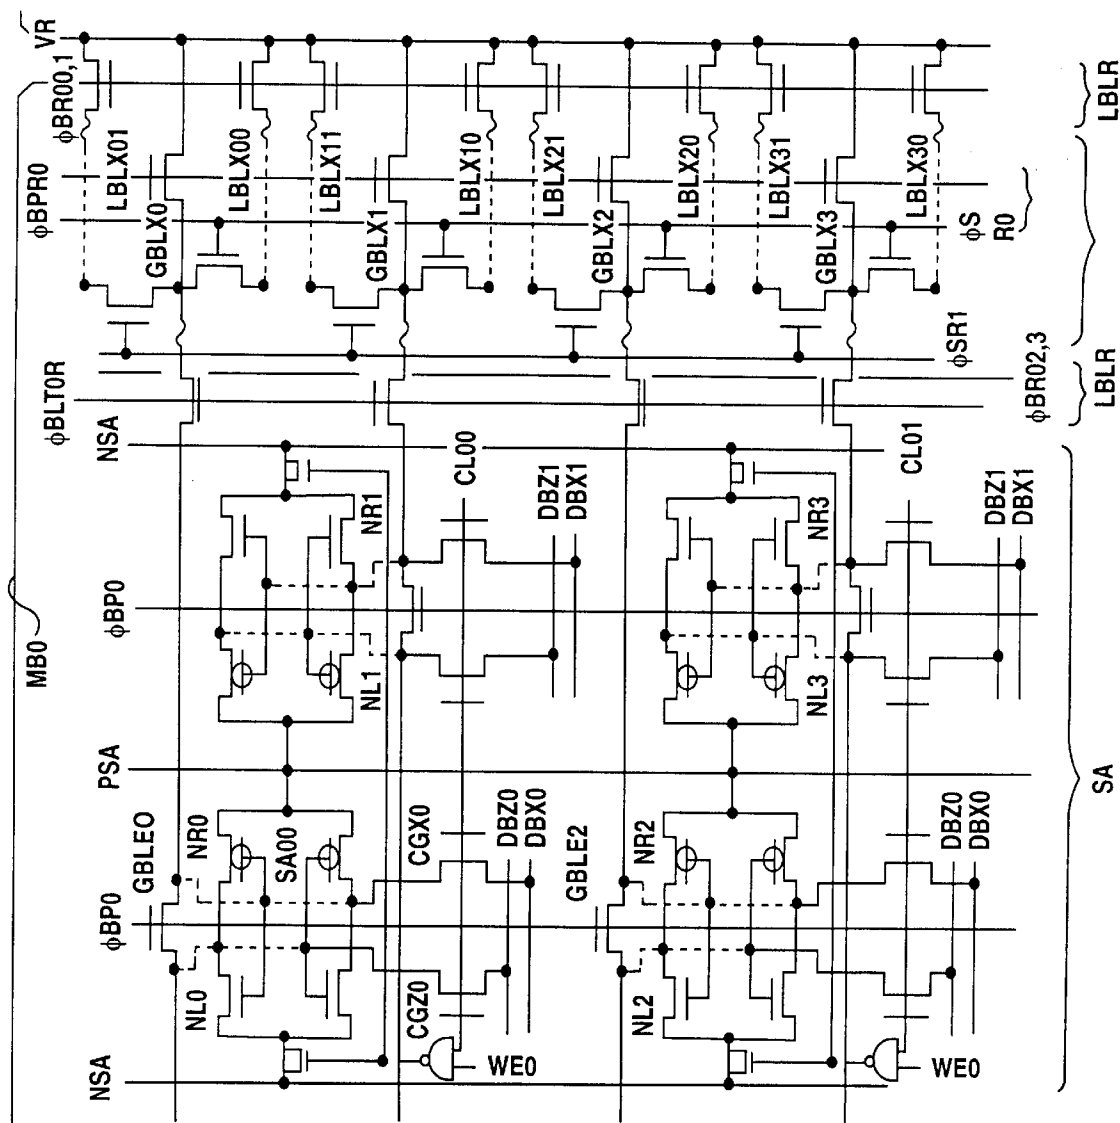 VR
MB0
φBR00,1
LBLX01
LBLX00
LBLX11
LBLX10
LBLX21
LBLX20
LBLX31
LBLX30
LBLR
φBPR0
GBLX0
GBLX1
GBLX2
GBLX3
φS
R0
φSR1
φBLT0R
φBR02,3
LBLR
NSA
CL00
CL01
NR1
DBZ1
DBX1
NR3
DBZ1
DBX1
φBP0
NL1
NL3
PSA
SA
GBLE0
NR0
SA00
CGX0
DBZ0
DBX0
GBLE2
NR2
DBZ0
DBX0
φBP0
NL0
CGZ0
NL2
NSA
WE0
WE0